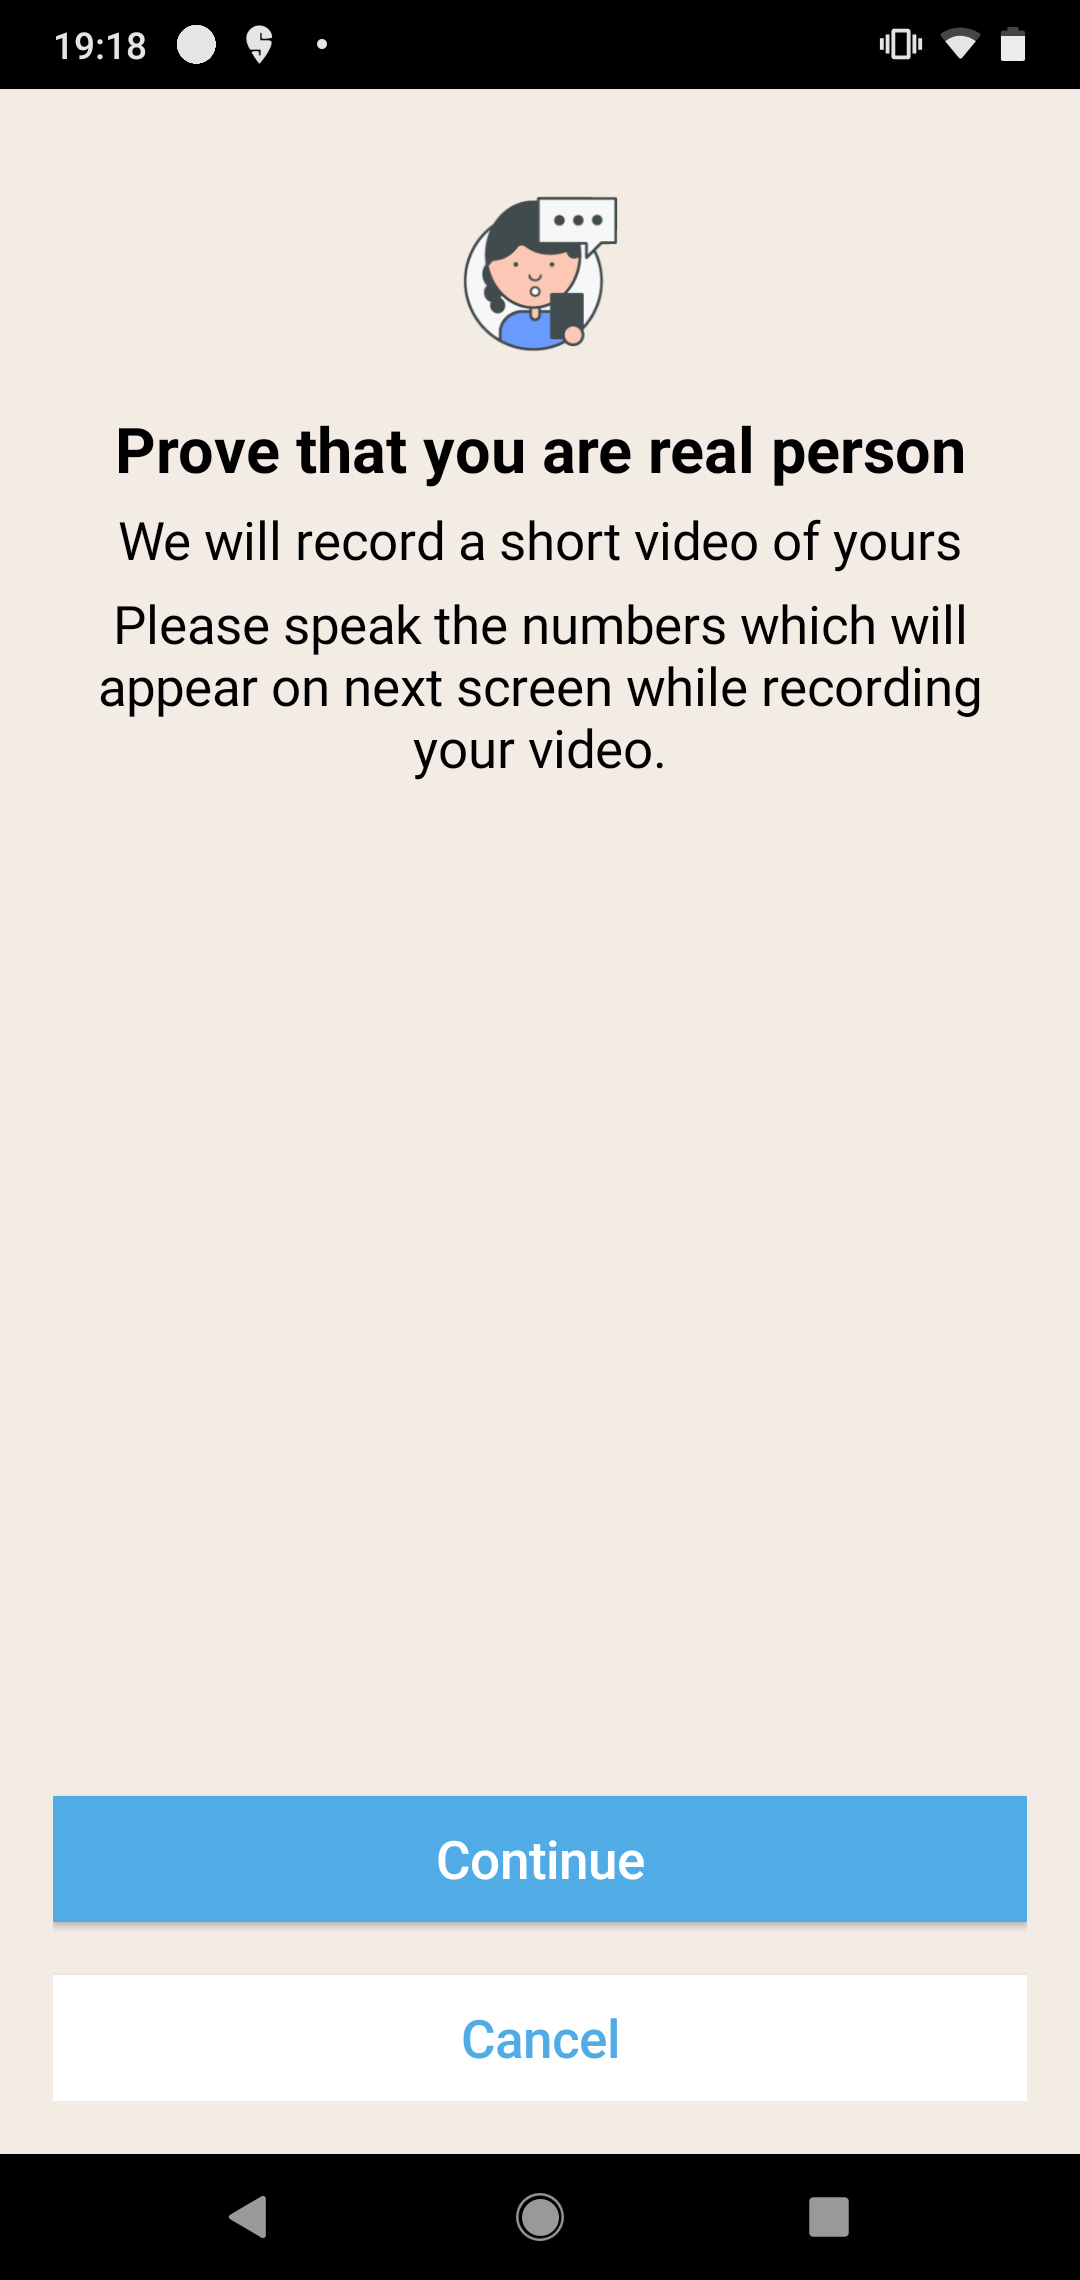 19:18
Prove that you are real person
We will record a short video of yours
Please speak the numbers which will
appear on next screen while recording
your video.
Continue
Cancel